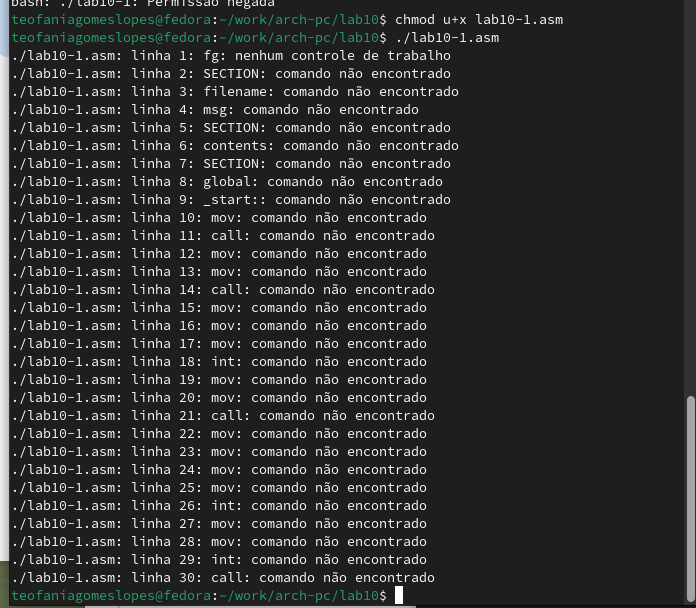 bash: ./lab10-1: Permissão negada
teofaniagomeslopes@fedora:~/work/arch-pc/lab10$ chmod u+x lab10-1.asm
teofaniagomeslopes@fedora:~/work/arch-pc/lab10$ ./lab10-1.asm
./lab10-1.asm: linha 1: fg: nenhum controle de trabalho
./lab10-1.asm: linha 2: SECTION: comando não encontrado
./lab10-1.asm: linha 3: filename: comando não encontrado
./lab10-1.asm: linha 4: msg: comando não encontrado
./lab10-1.asm: linha 5: SECTION: comando não encontrado
./lab10-1.asm: linha 6: contents: comando não encontrado
./lab10-1.asm: linha 7: SECTION: comando não encontrado
./lab10-1.asm: linha 8: global: comando não encontrado
./lab10-1.asm: linha 9: _start:: comando não encontrado
./lab10-1.asm: linha 10: mov: comando não encontrado
./lab10-1.asm: linha 11: call: comando não encontrado
./lab10-1.asm: linha 12: mov: comando não encontrado
./lab10-1.asm: linha 13: mov: comando não encontrado
./lab10-1.asm: linha 14: call: comando não encontrado
./lab10-1.asm: linha 15: mov: comando não encontrado
./lab10-1.asm: linha 16: mov: comando não encontrado
./lab10-1.asm: linha 17: mov: comando não encontrado
./lab10-1.asm: linha 18: int: comando não encontrado
./lab10-1.asm: linha 19: mov: comando não encontrado
./lab10-1.asm: linha 20: mov: comando não encontrado
./lab10-1.asm: linha 21: call: comando não encontrado
./lab10-1.asm: linha 22: mov: comando não encontrado
./lab10-1.asm: linha 23: mov: comando não encontrado
./lab10-1.asm: linha 24: mov: comando não encontrado
./lab10-1.asm: linha 25: mov: comando não encontrado
./lab10-1.asm: linha 26: int: comando não encontrado
./lab10-1.asm: linha 27: mov: comando não encontrado
./lab10-1.asm: linha 28: mov: comando não encontrado
./lab10-1.asm: linha 29: int: comando não encontrado
./lab10-1.asm: linha 30: call: comando não encontrado
teofaniagomeslopes@fedora:~/work/arch-pc/lab10$